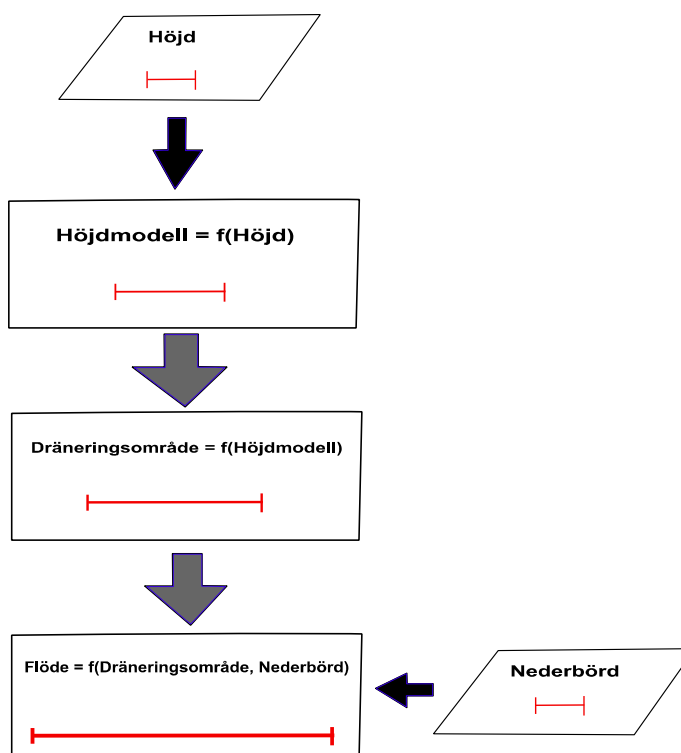 Höjd
Höjdmodell = f(Höjd)
Dräneringsområde = f(Höjdmodell)
Flöde = f(Dräneringsområde, Nederbörd)
Nederbörd